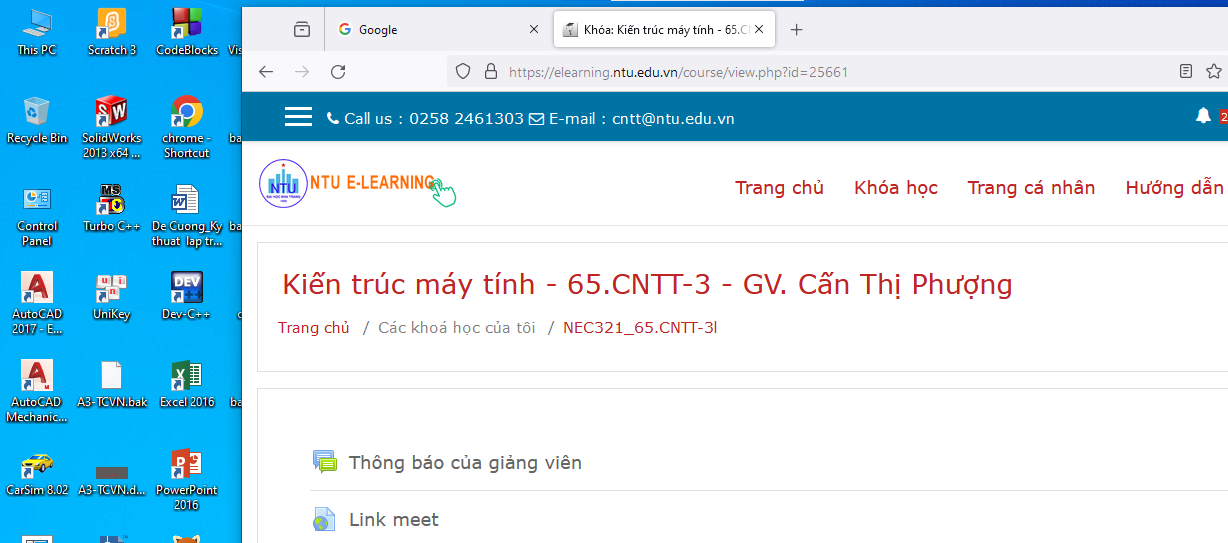 This PC
Scratch 3
CodeBlocks
Vis
Recycle Bin
SolidWorks
2013 x64 ...
chrome -
Shortcut
ba
Control
Panel
MS
Turbo C++
De Cuong_Ky
thuat lap tr...
ba
AutoCAD
2017 - E...
UniKey
DEV
Dev-C++
AutoCAD
Mechanic...
A3-TCVN.bak
Excel 2016
ba
CarSim 8.02
A3-TCVN.d...
PowerPoint
2016
Google
Khóa: Kiến trúc máy tính - 65.C
https://elearning.ntu.edu.vn/course/view.php?id=25661
Call us : 0258 2461303 E-mail : cntt@ntu.edu.vn
2
NTU
NTU E-LEARNING
Trang chủ Khóa học Trang cá nhân Hướng dẫn
Kiến trúc máy tính - 65.CNTT-3 - GV. Cấn Thị Phượng
Trang chủ / Các khoá học của tôi / NEC321_65.CNTT-3l
Thông báo của giảng viên
Link meet